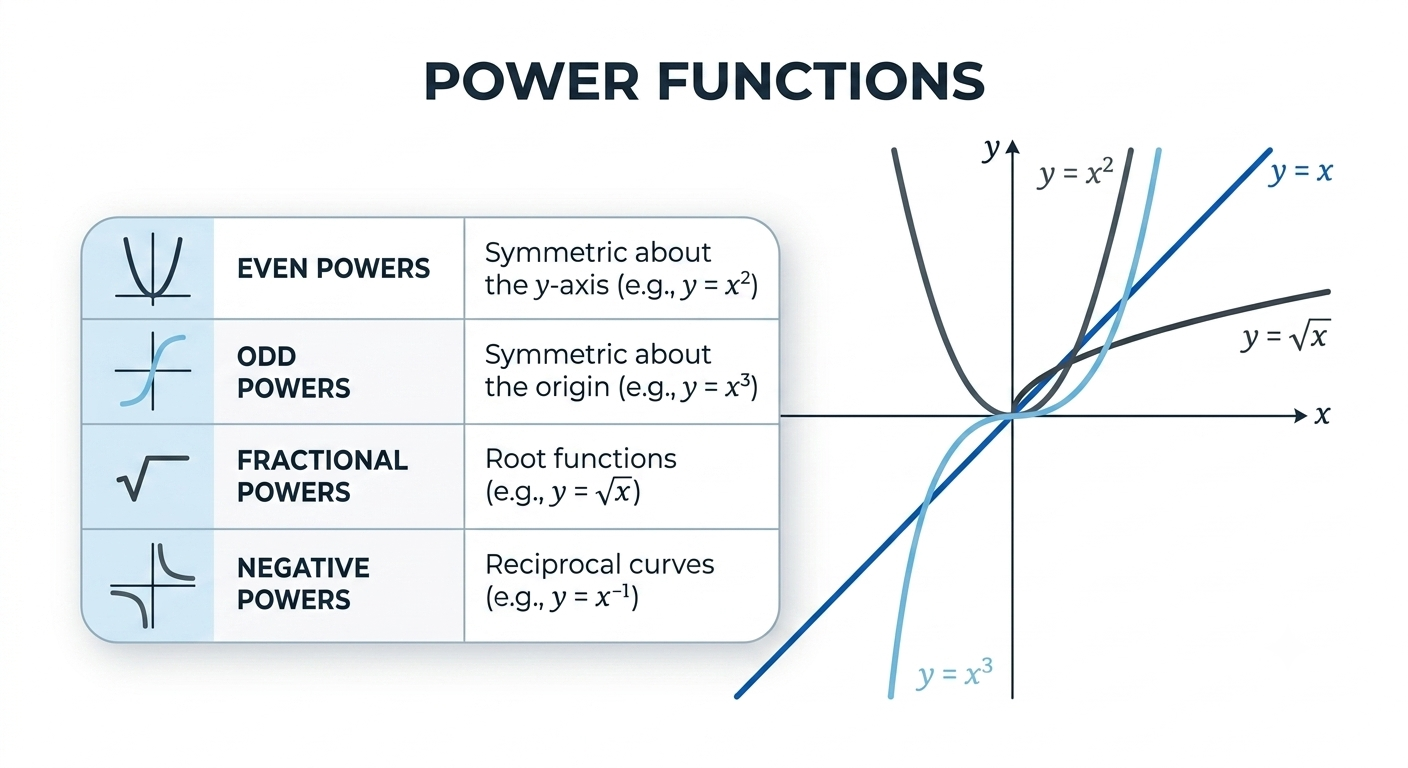 POWER FUNCTIONS
EVEN POWERS
Symmetric about
the y-axis (e.g., y = x²)
ODD
POWERS
Symmetric about
the origin (e.g., y = x³)
FRACTIONAL
POWERS
Root functions
(e.g., y = √x)
NEGATIVE
POWERS
Reciprocal curves
(e.g., y = x⁻¹)
y
y = x²
y = x
y = √x
x
y = x³